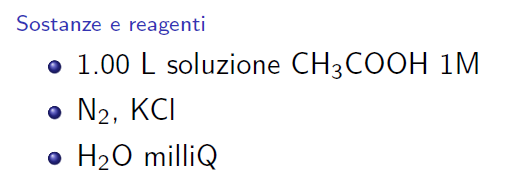 Sostanze e reagenti
1.00 L soluzione CH₃COOH 1M
N₂, KCl
H₂O milliQ